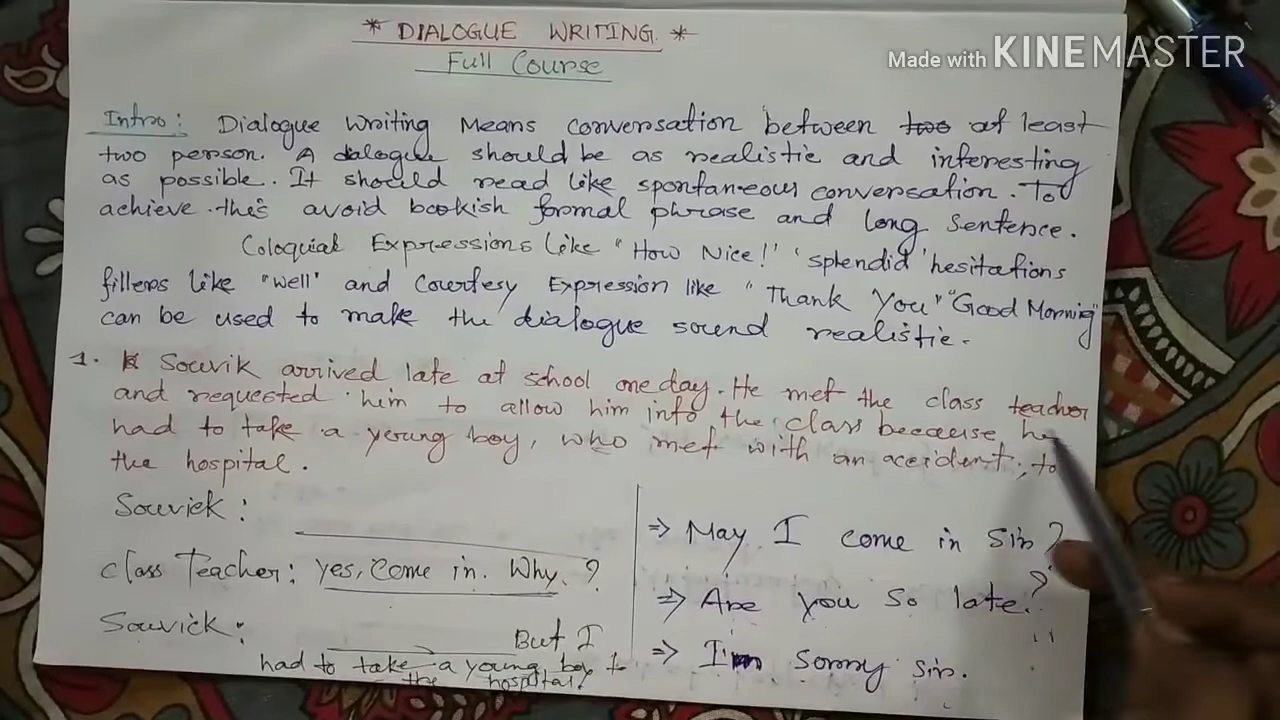 * DIALOGUE WRITING. *
Full Course
Made with KINEMASTER
Intro: Dialogue writing Means conversation between two at least
two person. A dialogue should be as realistic and interesting
as possible. It should read like spontaneous conversation. To
achieve this avoid bookish formal phrase and long sentence.
Coloquial Expressions like "How Nice!' 'splendid' hesitations
fillers like "well" and Courtesy Expression like "Thank You" "Good Morning"
can be used to make the dialogue sound realistic.
1. Souvik arrived late at school one day. He met the class teacher
and requested him to allow him into the class because he
had to take a young boy, who met with an accident, to
the hospital.
Souvick:
Class Teacher: Yes, Come in. Why ?
Souvick: But I
had to take a young boy to
the hospital.
⇒ May I come in Sir?
⇒ Are you so late?
⇒ I'm sorry sir.